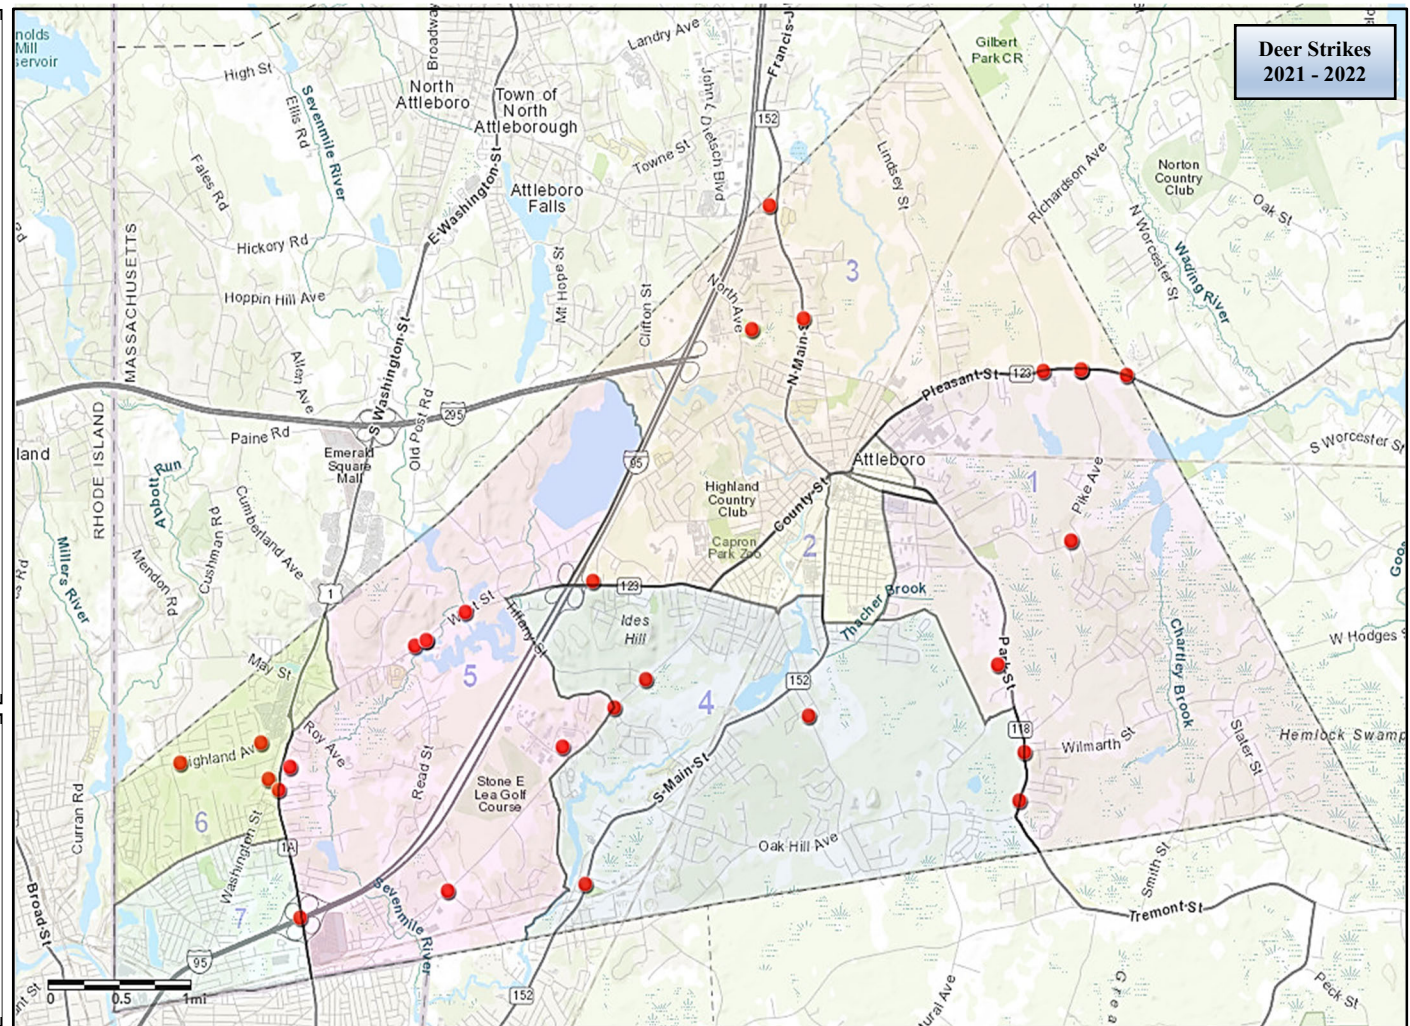 Deer Strikes
2021 - 2022
nolds
Mill
servoir
High St
Ellis Rd
Sevenmile River
Broadway
North
Attleboro
Town of
North
Attleborough
Landry Ave
John L Dietsch Blvd
152
Gilbert
Park CR
Lindsey St
Richardson Ave
Norton
Country
Club
Oak St
N Worcester St
Wading River
Fales Rd
Towne St
Attleboro
Falls
E-Washington-St
Hickory Rd
Hoppin Hill Ave
Mt Hope St
Clifton St
North Ave
3
MASSACHUSETTS
Allen Ave
S Washington-St
Old Post Rd
295
N-Main-S
Pleasant-St
123
RHODE ISLAND
land
Paine Rd
Emerald
Square
Mall
95
Attleboro
S Worcester St
Abbott Run
Cumberland Ave
Cushman Rd
Mendon Rd
Millers River
Highland
Country
Club
County-St
Capron
Park Zoo
2
1
Pike Ave
Rd
1
W
t St
Tiffany St
123
Ides
Hill
Thacher Brook
Chartley Brook
W Hodges S
May St
5
4
152
Park-St
118
Wilmarth St
Slater St
Hemlock Swamp
ighland Av
Roy Ave
Read St
Stone E
Lea Golf
Course
S-Main-St
Curran Rd
6
1A
Washington St
Oak Hill Ave
Smith St
Broad-St
7
Sevenmile River
95
Tremont-St
0
0.5
1mi
152
Peck St